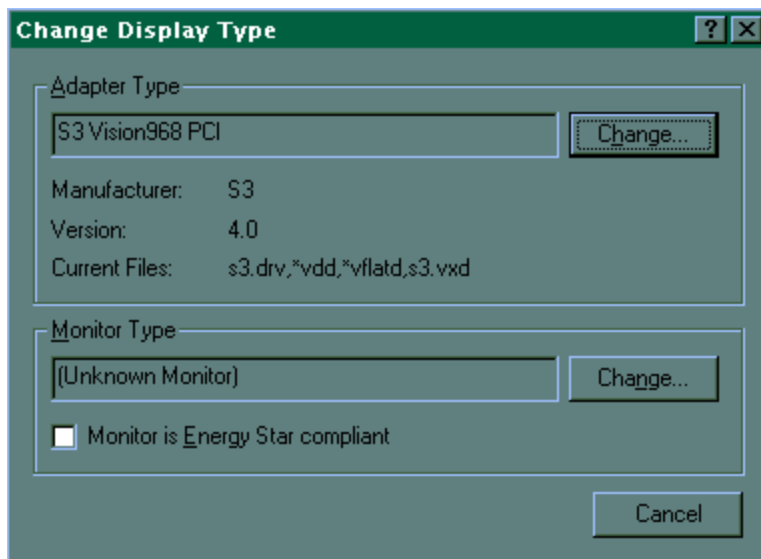 Change Display Type
Adapter Type
S3 Vision968 PCI
Change...
Manufacturer: S3
Version: 4.0
Current Files: s3.drv,*vdd,*vflatd,s3.vxd
Monitor Type
(Unknown Monitor)
Change...
Monitor is Energy Star compliant
Cancel